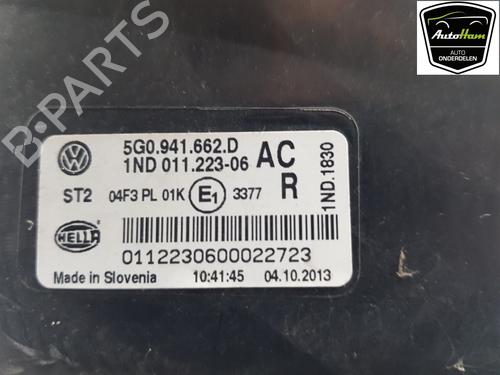 AutoHam
AUTO
ONDERDELEN
B-PARTS
5G0.941.662.D
1ND 011.223-06
AC
R
1ND.1830
ST2
04F3 PL 01K
E1
3377
HELLA
0112230600022723
Made in Slovenia
10:41:45
04.10.2013